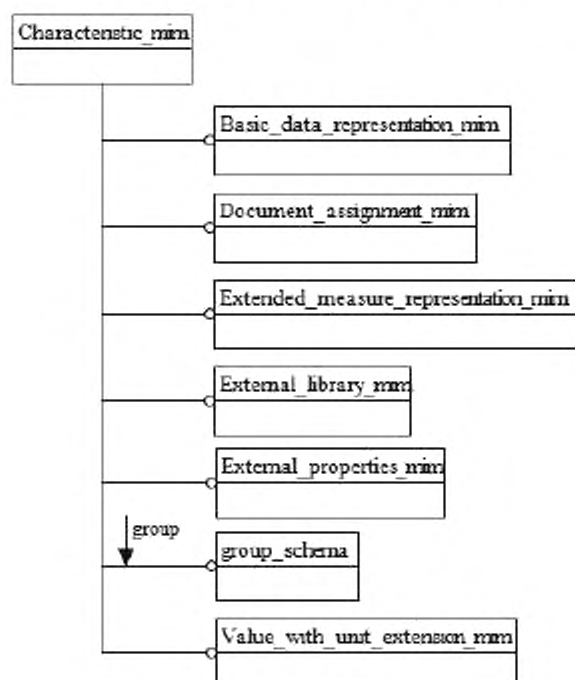 Characteristic_mim
Basic_data_representation_mim
Document_assignment_mim
Extended_measure_representation_mim
External_library_mim
External_properties_mim
group
group_schema
Value_with_unit_extension_mim